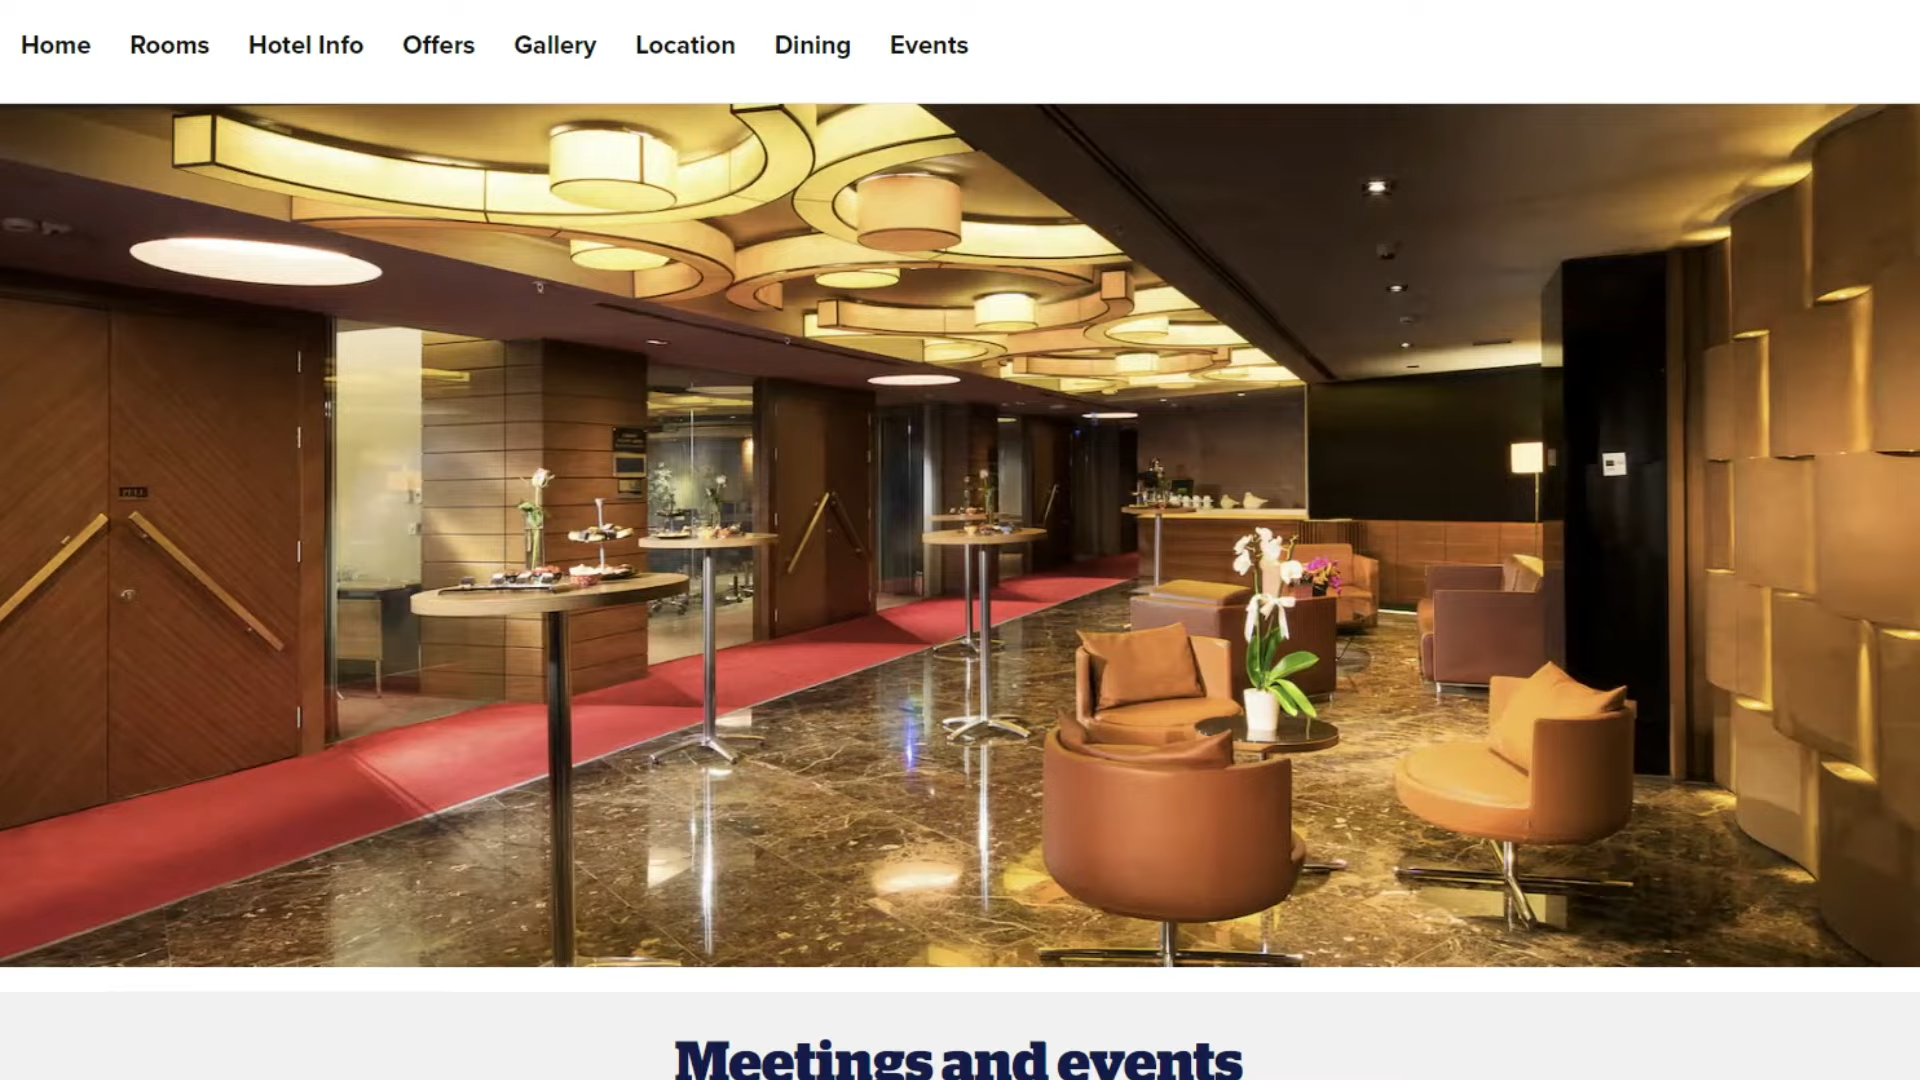 Home Rooms Hotel Info Offers Gallery Location Dining Events
Meetings and events